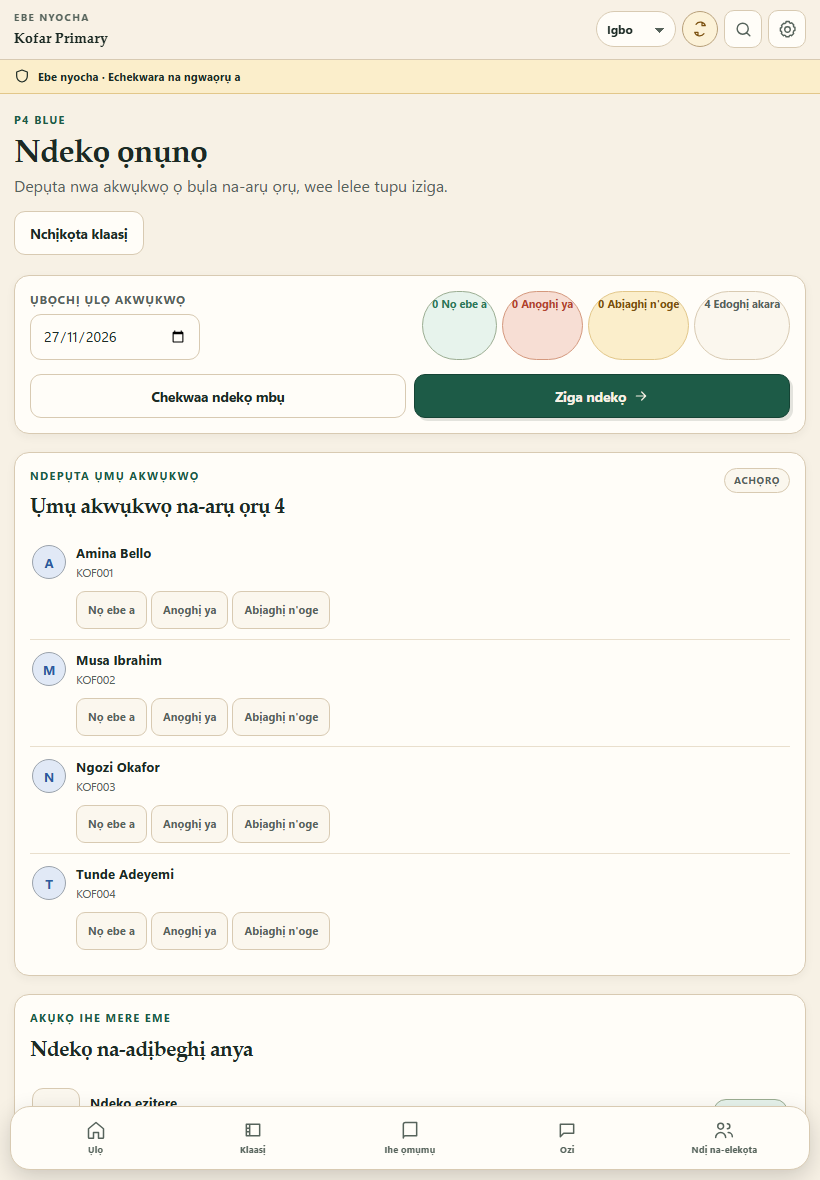 EBE NYOCHA
Kofar Primary
Igbo
Ebe nyocha · Echekwara na ngwaọrụ a
P4 BLUE
Ndekọ ọnụnọ
Depụta nwa akwụkwọ ọ bụla na-arụ ọrụ, wee lelee tupu iziga.
Nchịkọta klaasị
ỤBỌCHỊ ỤLỌ AKWỤKWỌ
27/11/2026
0 Nọ ebe a
0 Anọghị ya
0 Abịaghị n'oge
4 Edoghị akara
Chekwaa ndekọ mbụ
Ziga ndekọ
NDEPỤTA ỤMỤ AKWỤKWỌ
ACHỌRỌ
Ụmụ akwụkwọ na-arụ ọrụ 4
A
Amina Bello
KOF001
Nọ ebe a
Anọghị ya
Abịaghị n'oge
M
Musa Ibrahim
KOF002
Nọ ebe a
Anọghị ya
Abịaghị n'oge
N
Ngozi Okafor
KOF003
Nọ ebe a
Anọghị ya
Abịaghị n'oge
T
Tunde Adeyemi
KOF004
Nọ ebe a
Anọghị ya
Abịaghị n'oge
AKỤKỌ IHE MERE EME
Ndekọ na-adịbeghị anya
Ụlọ
Klaasị
Ihe ọmụmụ
Ozi
Ndị na-elekọta